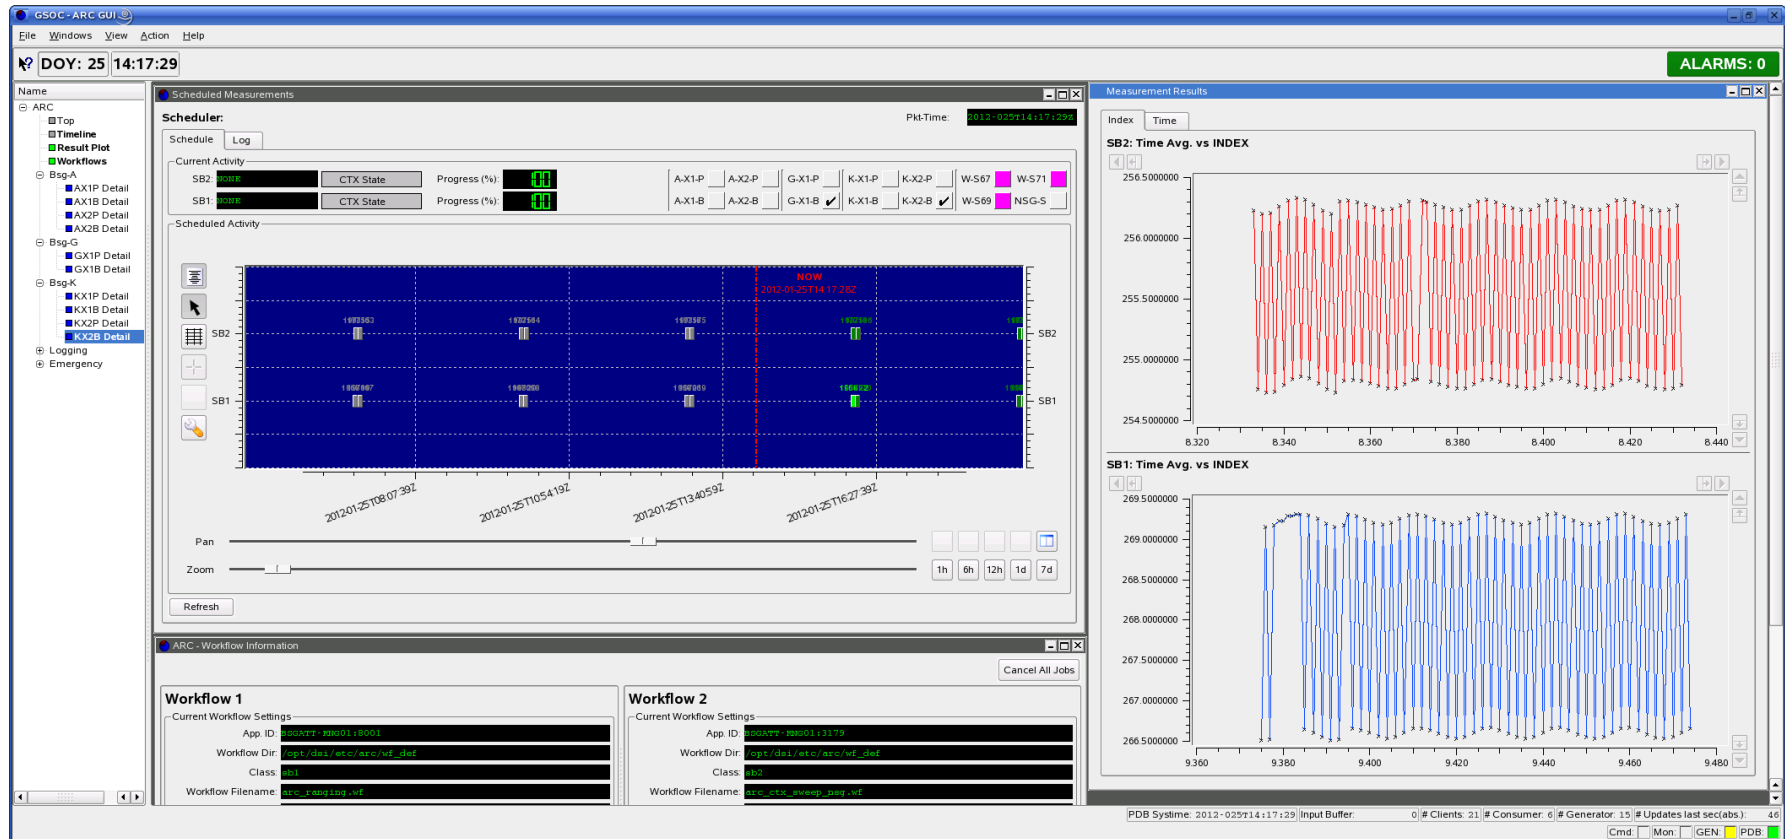 GSOC - ARC GUI
File Windows View Action Help
DOY: 25 14:17:29
ALARMS: 0
Name
ARC
Top
Timeline
Result Plot
Workflows
Bsg-A
AX1P Detail
AX1B Detail
AX2P Detail
AX2B Detail
Bsg-G
GX1P Detail
GX1B Detail
Bsg-K
KX1P Detail
KX1B Detail
KX2P Detail
KX2B Detail
Logging
Emergency
Scheduled Measurements
Scheduler:
Pkt-Time: 2012-025T14:17:29Z
Schedule Log
Current Activity
SB2: NONE CTX State Progress (%): 100 A-X1-P A-X2-P G-X1-P K-X1-P K-X2-P W-S67 W-S71
SB1: NONE CTX State Progress (%): 100 A-X1-B A-X2-B G-X1-B K-X1-B K-X2-B W-S69 NSG-S
Scheduled Activity
NOW
2012-01-25T14:17:28Z
SB2 SB2
SB1 SB1
2012-01-25T08:07:39Z 2012-01-25T10:54:19Z 2012-01-25T13:40:59Z 2012-01-25T16:27:39Z
Pan
Zoom 1h 6h 12h 1d 7d
Refresh
ARC - Workflow Information
Cancel All Jobs
Workflow 1
Current Workflow Settings
App. ID: BSGATT-RNG01:8001
Workflow Dir: /opt/dsi/etc/arc/wf_def
Class: sb1
Workflow Filename: arc_ranging.wf
Workflow 2
Current Workflow Settings
App. ID: BSGATT-RNG01:3179
Workflow Dir: /opt/dsi/etc/arc/wf_def
Class: sb2
Workflow Filename: arc_ctx_sweep_nsg.wf
Measurement Results
Index Time
SB2: Time Avg. vs INDEX
256.5000000
256.0000000
255.5000000
255.0000000
254.5000000
8.320 8.340 8.360 8.380 8.400 8.420 8.440
SB1: Time Avg. vs INDEX
269.5000000
269.0000000
268.5000000
268.0000000
267.5000000
267.0000000
266.5000000
9.360 9.380 9.400 9.420 9.440 9.460 9.480
PDB Systime: 2012-025T14:17:29 Input Buffer: 0 # Clients: 21 # Consumer: 6 # Generator: 15 # Updates last sec(abs.): 46
Cmd: Mon: GEN: PDB: